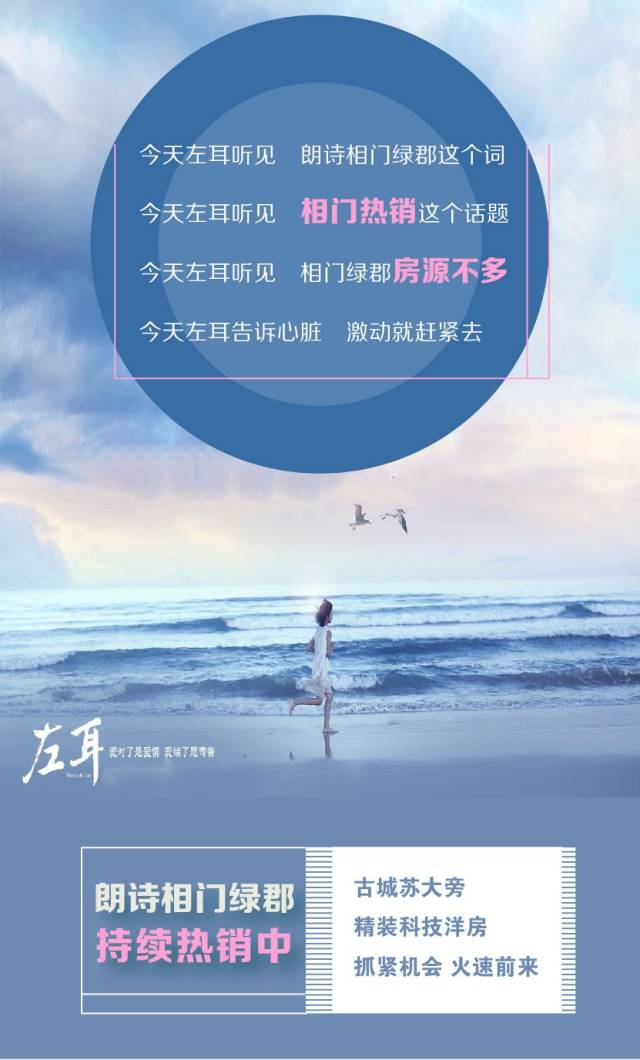 今天左耳听见 朗诗相门绿郡这个词
今天左耳听见 相门热销这个话题
今天左耳听见 相门绿郡房源不多
今天左耳告诉心脏 激动就赶紧去
左耳
The Left Ear
爱对了是爱情 爱错了是青春
朗诗相门绿郡
持续热销中
古城苏大旁
精装科技洋房
抓紧机会 火速前来